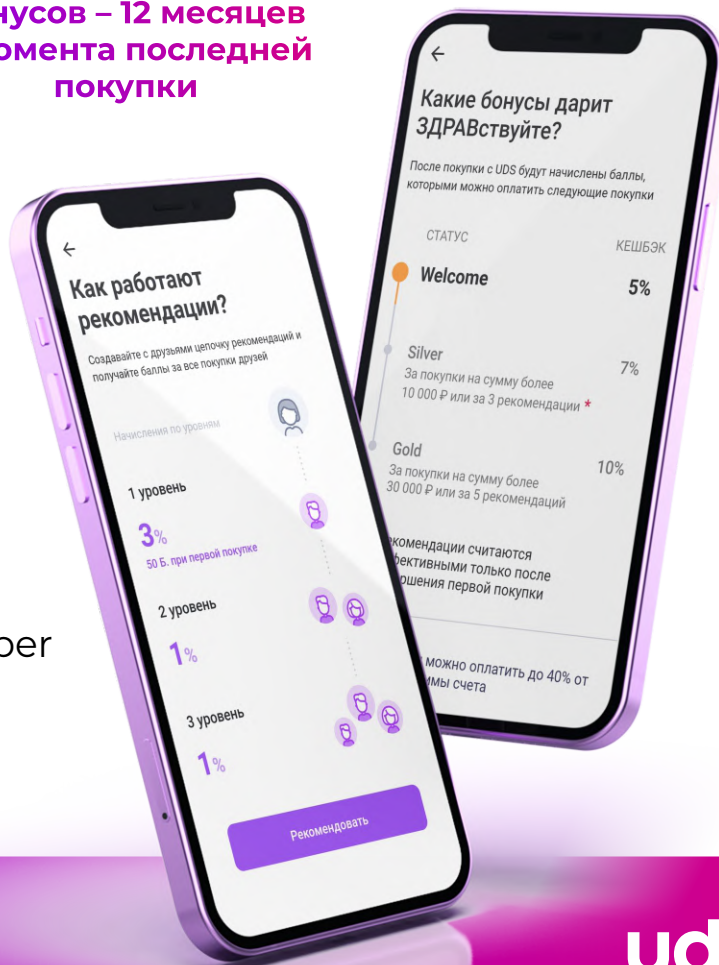 нусов – 12 месяцев
омента последней
покупки
Как работают
рекомендации?
Создавайте с друзьями цепочку рекомендаций и
получайте баллы за все покупки друзей
Начисления по уровням
1 уровень
3%
50 Б. при первой покупке
2 уровень
1%
3 уровень
1%
Рекомендовать
Какие бонусы дарит
ЗДРАВствуйте?
После покупки с UDS будут начислены баллы,
которыми можно оплатить следующие покупки
СТАТУС КЕШБЭК
Welcome 5%
Silver 7%
За покупки на сумму более
10 000 ₽ или за 3 рекомендации *
Gold 10%
За покупки на сумму более
30 000 ₽ или за 5 рекомендаций
комендации считаются
фективными только после
ршения первой покупки
можно оплатить до 40% от
ммы счета
ber
ud